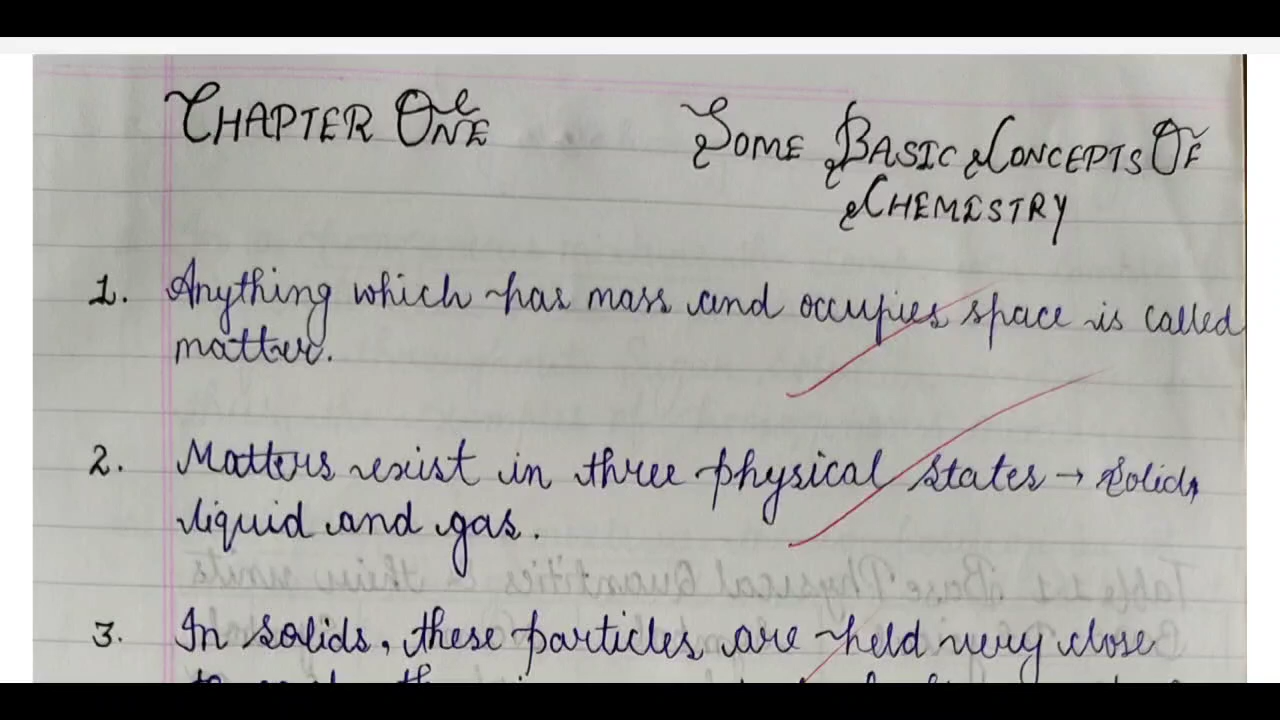 CHAPTER ONE
SOME BASIC CONCEPTS OF
CHEMISTRY
1. Anything which has mass and occupies space is called
matter.
2. Matters exist in three physical states → solid,
liquid and gas.
3. In solids, these particles are held very close